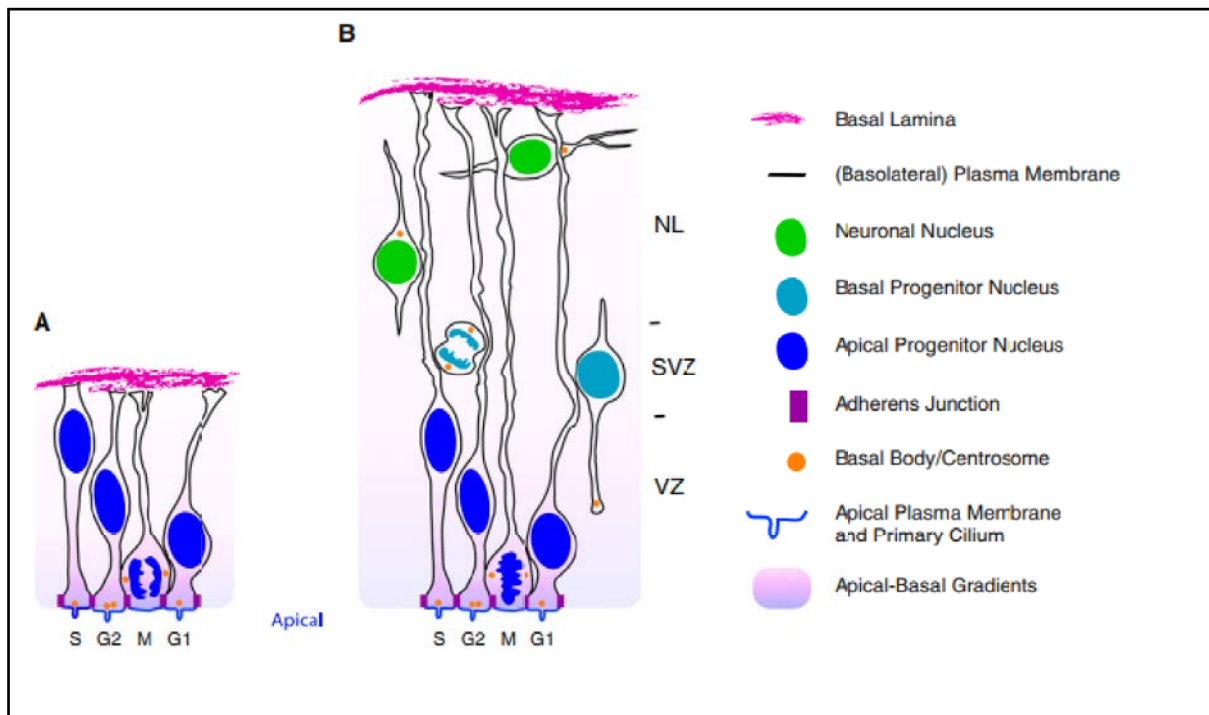 B
Basal Lamina
(Basolateral) Plasma Membrane
NL
Neuronal Nucleus
Basal Progenitor Nucleus
A
–
SVZ
Apical Progenitor Nucleus
–
Adherens Junction
VZ
Basal Body/Centrosome
Apical Plasma Membrane
and Primary Cilium
Apical-Basal Gradients
S G2 M G1
Apical
S G2 M G1